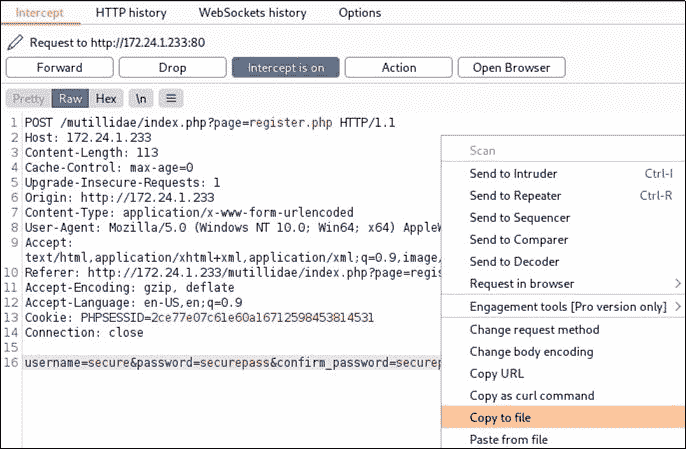 Intercept HTTP history WebSockets history Options
Request to http://172.24.1.233:80
Forward Drop Intercept is on Action Open Browser
Pretty Raw Hex \n
1 POST /mutillidae/index.php?page=register.php HTTP/1.1
2 Host: 172.24.1.233
3 Content-Length: 113
4 Cache-Control: max-age=0
5 Upgrade-Insecure-Requests: 1
6 Origin: http://172.24.1.233
7 Content-Type: application/x-www-form-urlencoded
8 User-Agent: Mozilla/5.0 (Windows NT 10.0; Win64; x64) AppleW
9 Accept:
text/html,application/xhtml+xml,application/xml;q=0.9,image/
10 Referer: http://172.24.1.233/mutillidae/index.php?page=regis
11 Accept-Encoding: gzip, deflate
12 Accept-Language: en-US,en;q=0.9
13 Cookie: PHPSESSID=2ce77e07c61e60a16712598453814531
14 Connection: close
15
16 username=secure&password=securepass&confirm_password=securep
Scan
Send to Intruder Ctrl-I
Send to Repeater Ctrl-R
Send to Sequencer
Send to Comparer
Send to Decoder
Request in browser
Engagement tools [Pro version only]
Change request method
Change body encoding
Copy URL
Copy as curl command
Copy to file
Paste from file